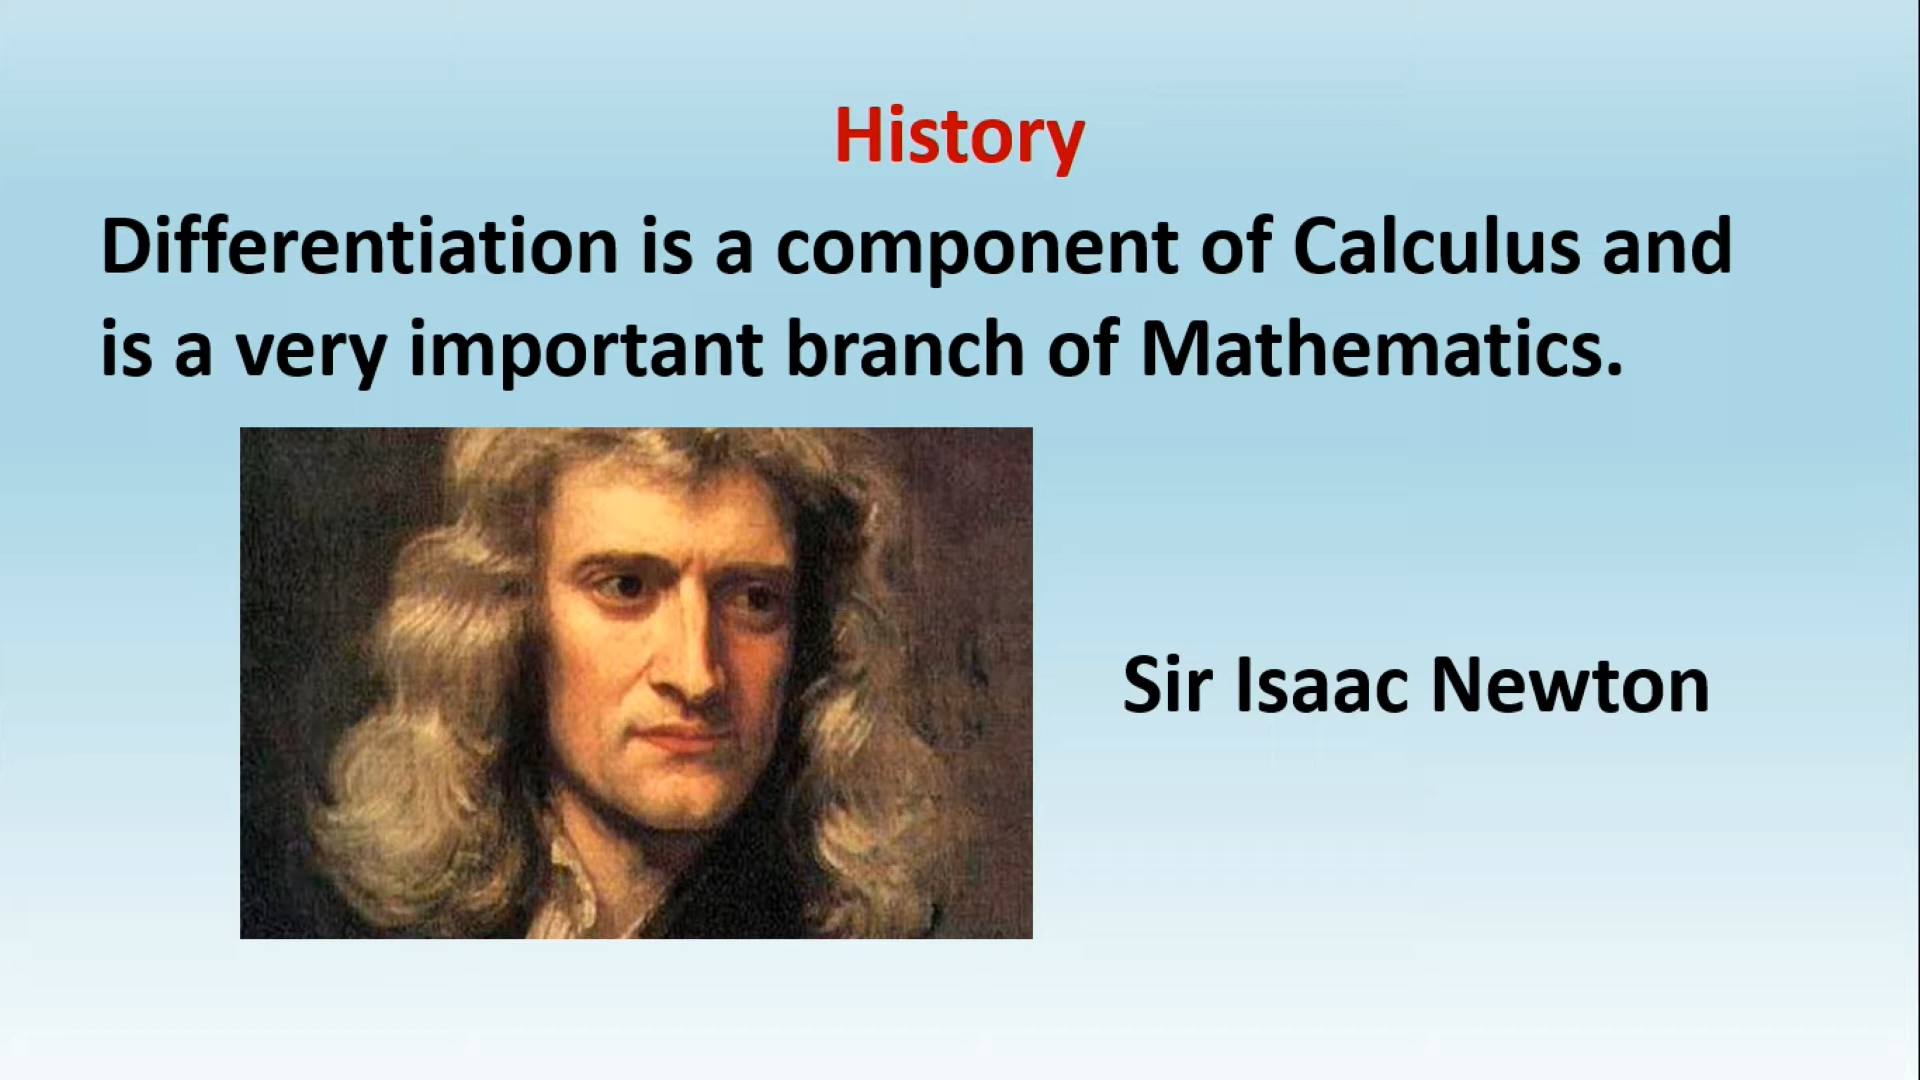 History
Differentiation is a component of Calculus and
is a very important branch of Mathematics.
Sir Isaac Newton